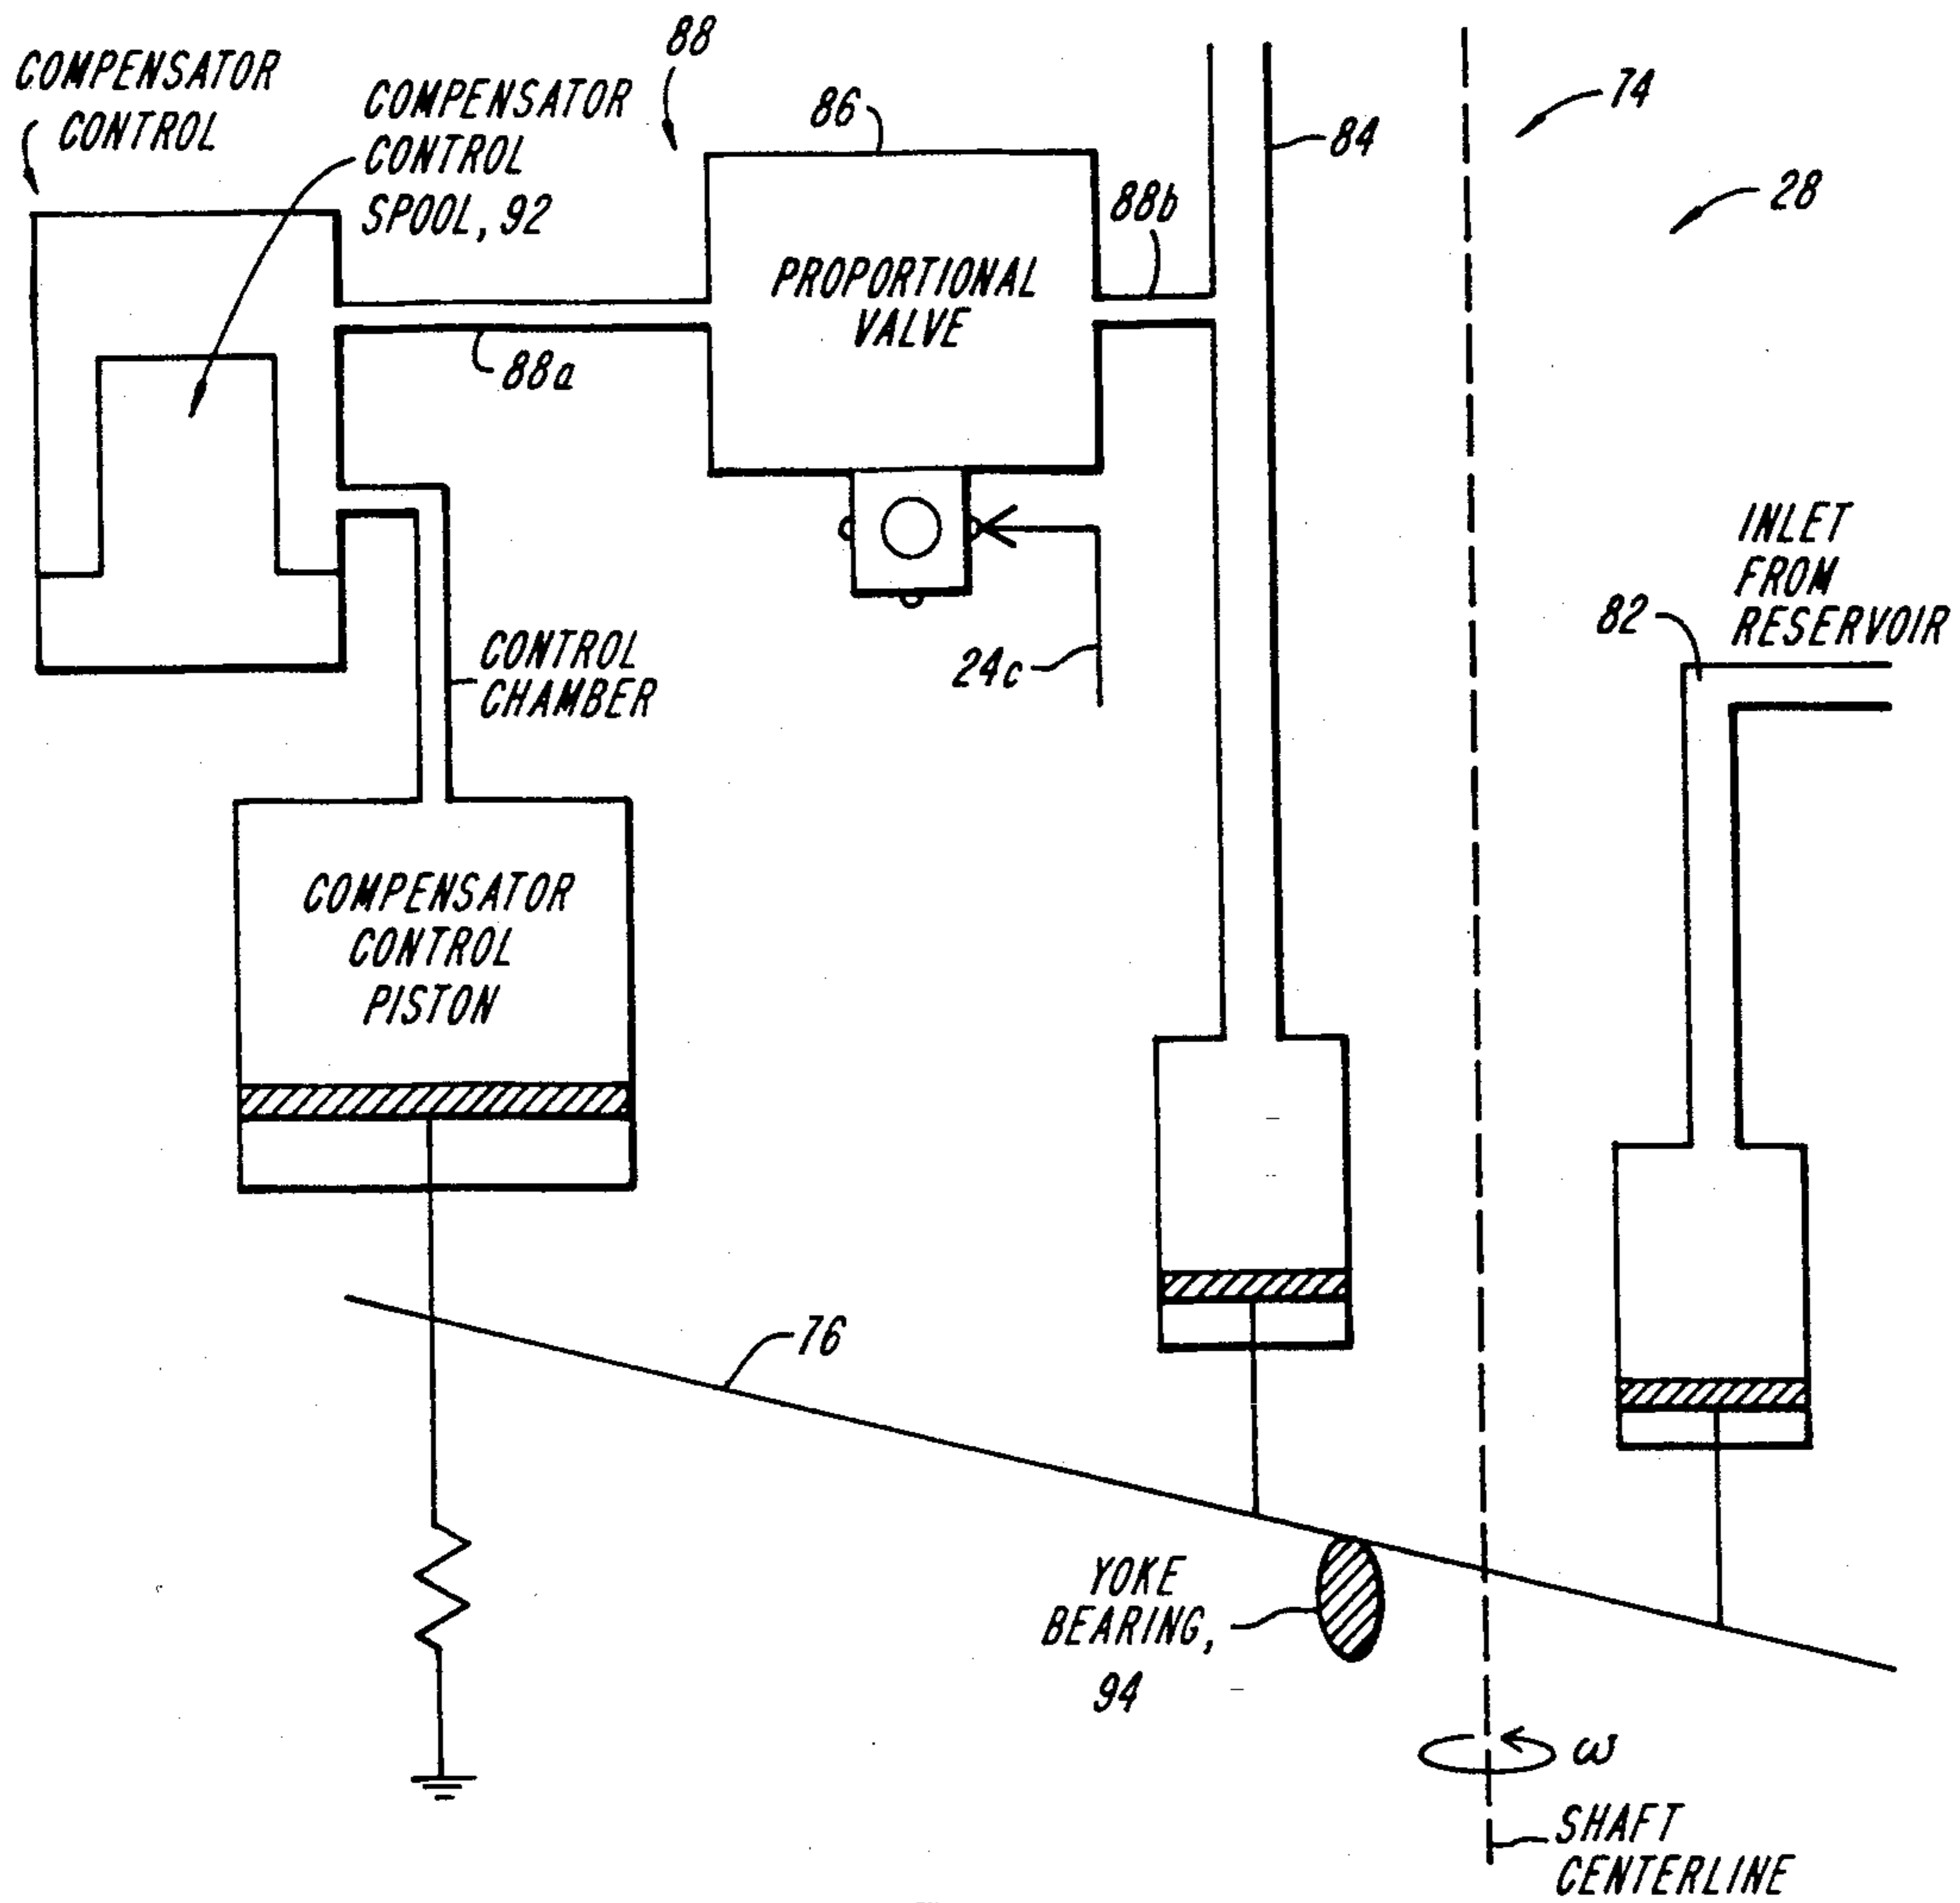 COMPENSATOR
CONTROL
COMPENSATOR
CONTROL
SPOOL, 92
88
86
88b
84
74
28
PROPORTIONAL
VALVE
88a
24c
INLET
FROM
RESERVOIR
82
CONTROL
CHAMBER
COMPENSATOR
CONTROL
PISTON
76
YOKE
BEARING,
94
ω
SHAFT
CENTERLINE